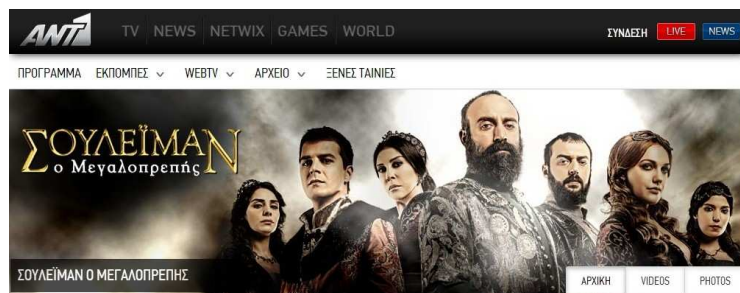 ANT1 TV NEWS NETWIX GAMES WORLD ΣΥΝΔΕΣΗ LIVE NEWS
ΠΡΟΓΡΑΜΜΑ ΕΚΠΟΜΠΕΣ WEBTV ΑΡΧΕΙΟ ΞΕΝΕΣ ΤΑΙΝΙΕΣ
ΣΟΥΛΕΪΜΑΝ
ο Μεγαλοπρεπής
ΣΟΥΛΕΪΜΑΝ Ο ΜΕΓΑΛΟΠΡΕΠΗΣ
ΑΡΧΙΚΗ VIDEOS PHOTOS